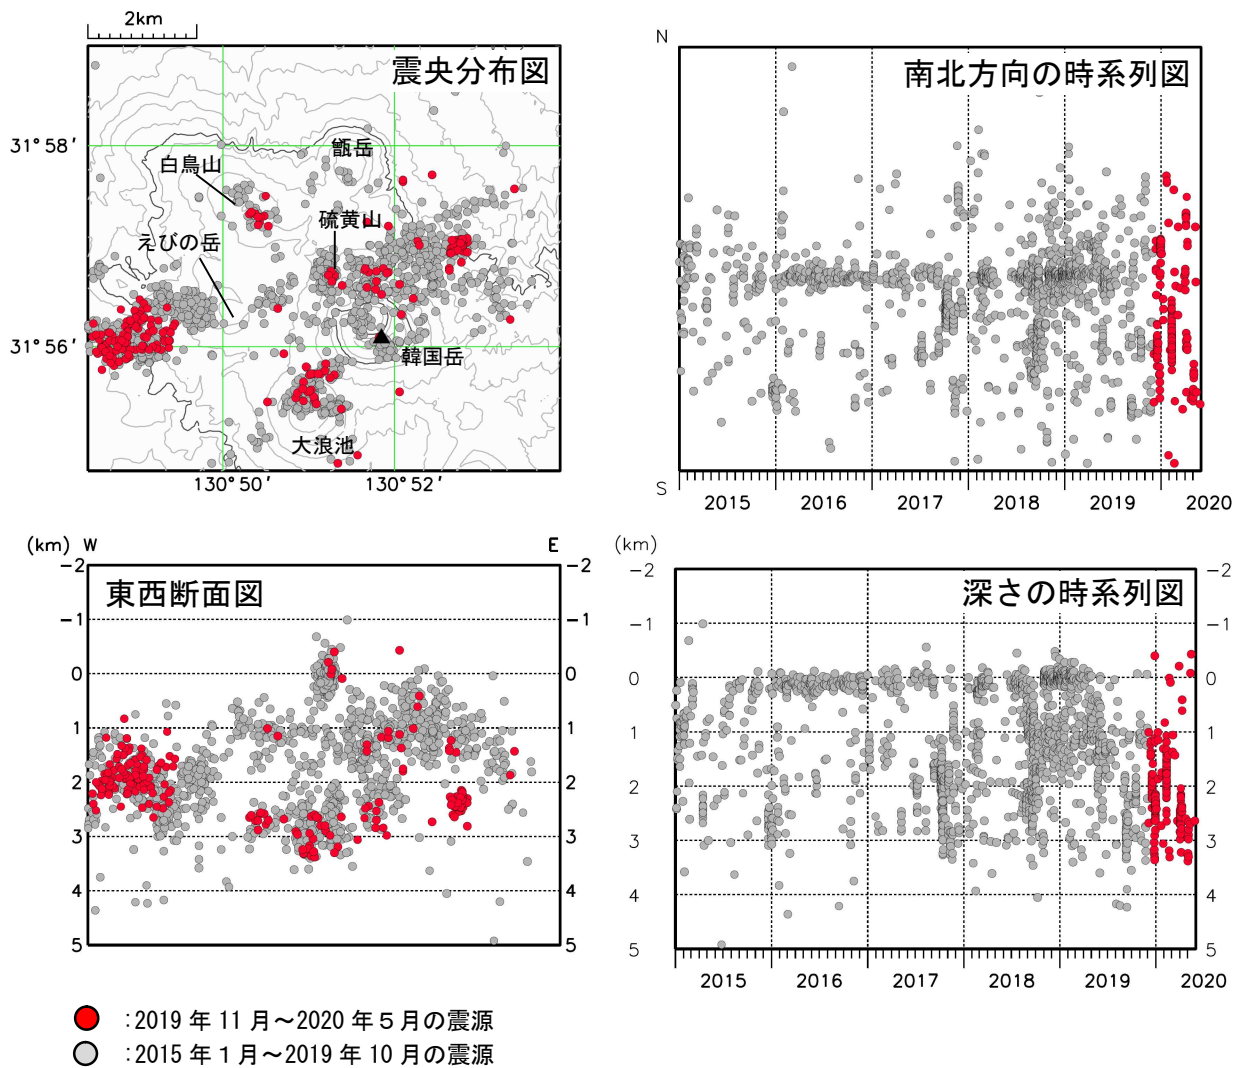 2km
震央分布図
31°58′
甑岳
白鳥山
硫黄山
えびの岳
31°56′
韓国岳
大浪池
130°50′
130°52′
N
南北方向の時系列図
S
2015
2016
2017
2018
2019
2020
(km) W
E
東西断面図
-2
-2
-1
-1
0
0
1
1
2
2
3
3
4
4
5
5
(km)
深さの時系列図
-2
-2
-1
-1
0
0
1
1
2
2
3
3
4
4
5
5
2015
2016
2017
2018
2019
2020
:2019 年 11 月～2020 年５月の震源
:2015 年 1 月～2019 年 10 月の震源